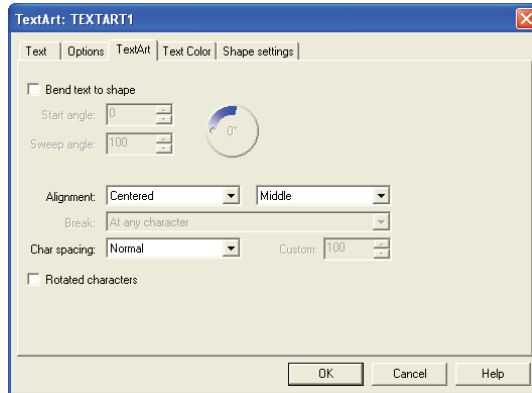 TextArt: TEXTART1
Text Options TextArt Text Color Shape settings
Bend text to shape
Start angle: 0
0°
Sweep angle: 100
Alignment: Centered Middle
Break: At any character
Char spacing: Normal Custom: 100
Rotated characters
OK Cancel Help